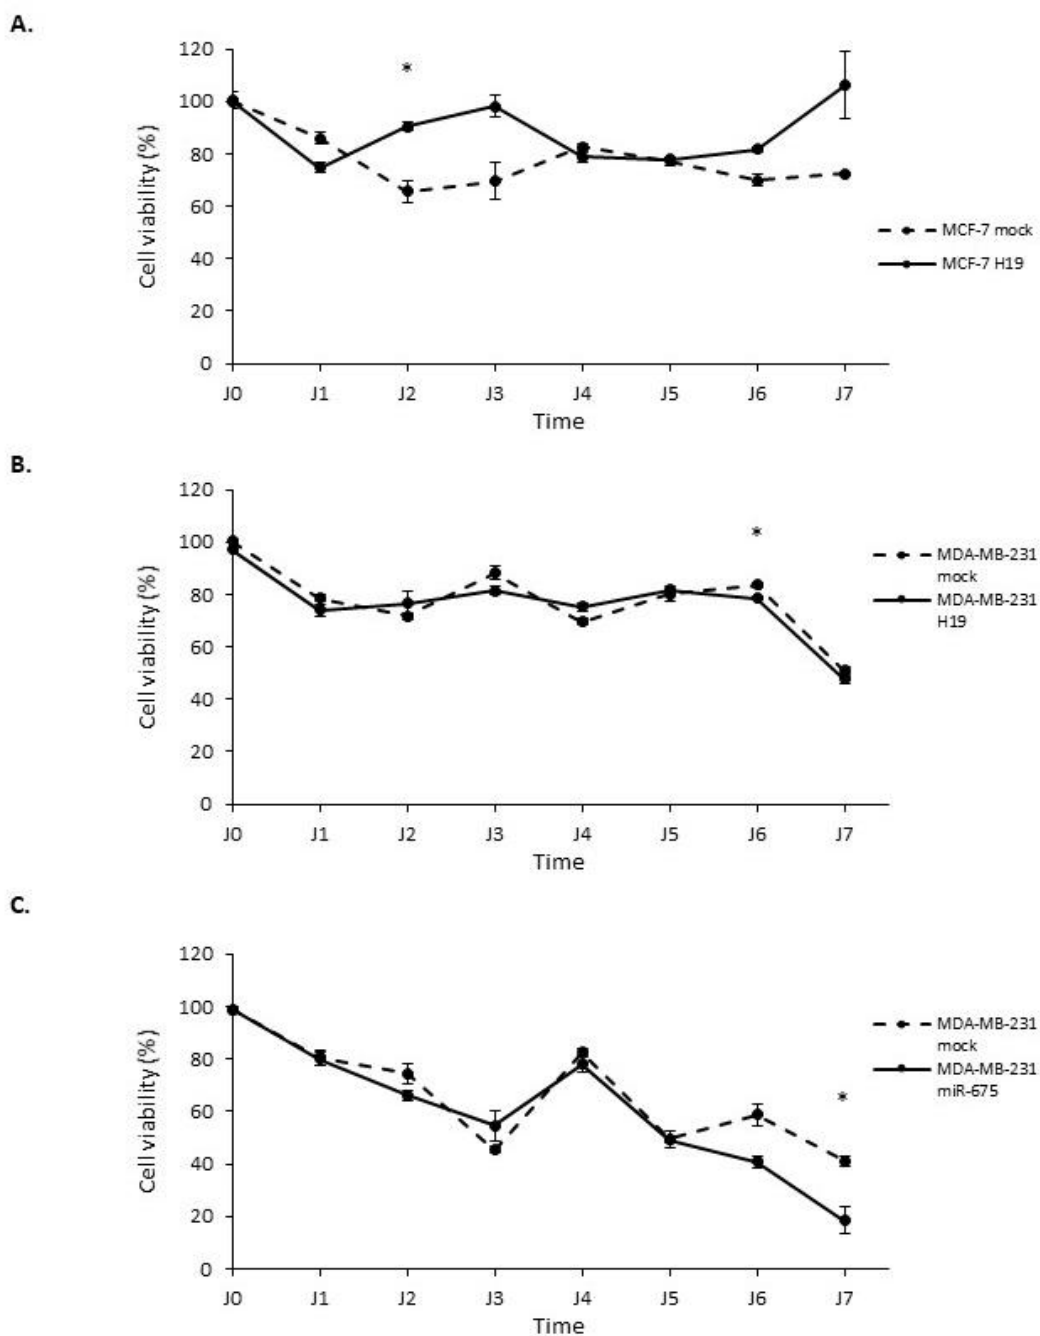 A.
120
*
100
80
60
40
20
0
Cell viability (%)
MCF-7 mock
MCF-7 H19
J0 J1 J2 J3 J4 J5 J6 J7
Time
B.
120
*
100
80
60
40
20
0
Cell viability (%)
MDA-MB-231
mock
MDA-MB-231
H19
J0 J1 J2 J3 J4 J5 J6 J7
Time
C.
120
100
80
60
40
20
0
Cell viability (%)
MDA-MB-231
mock
MDA-MB-231
miR-675
*
J0 J1 J2 J3 J4 J5 J6 J7
Time